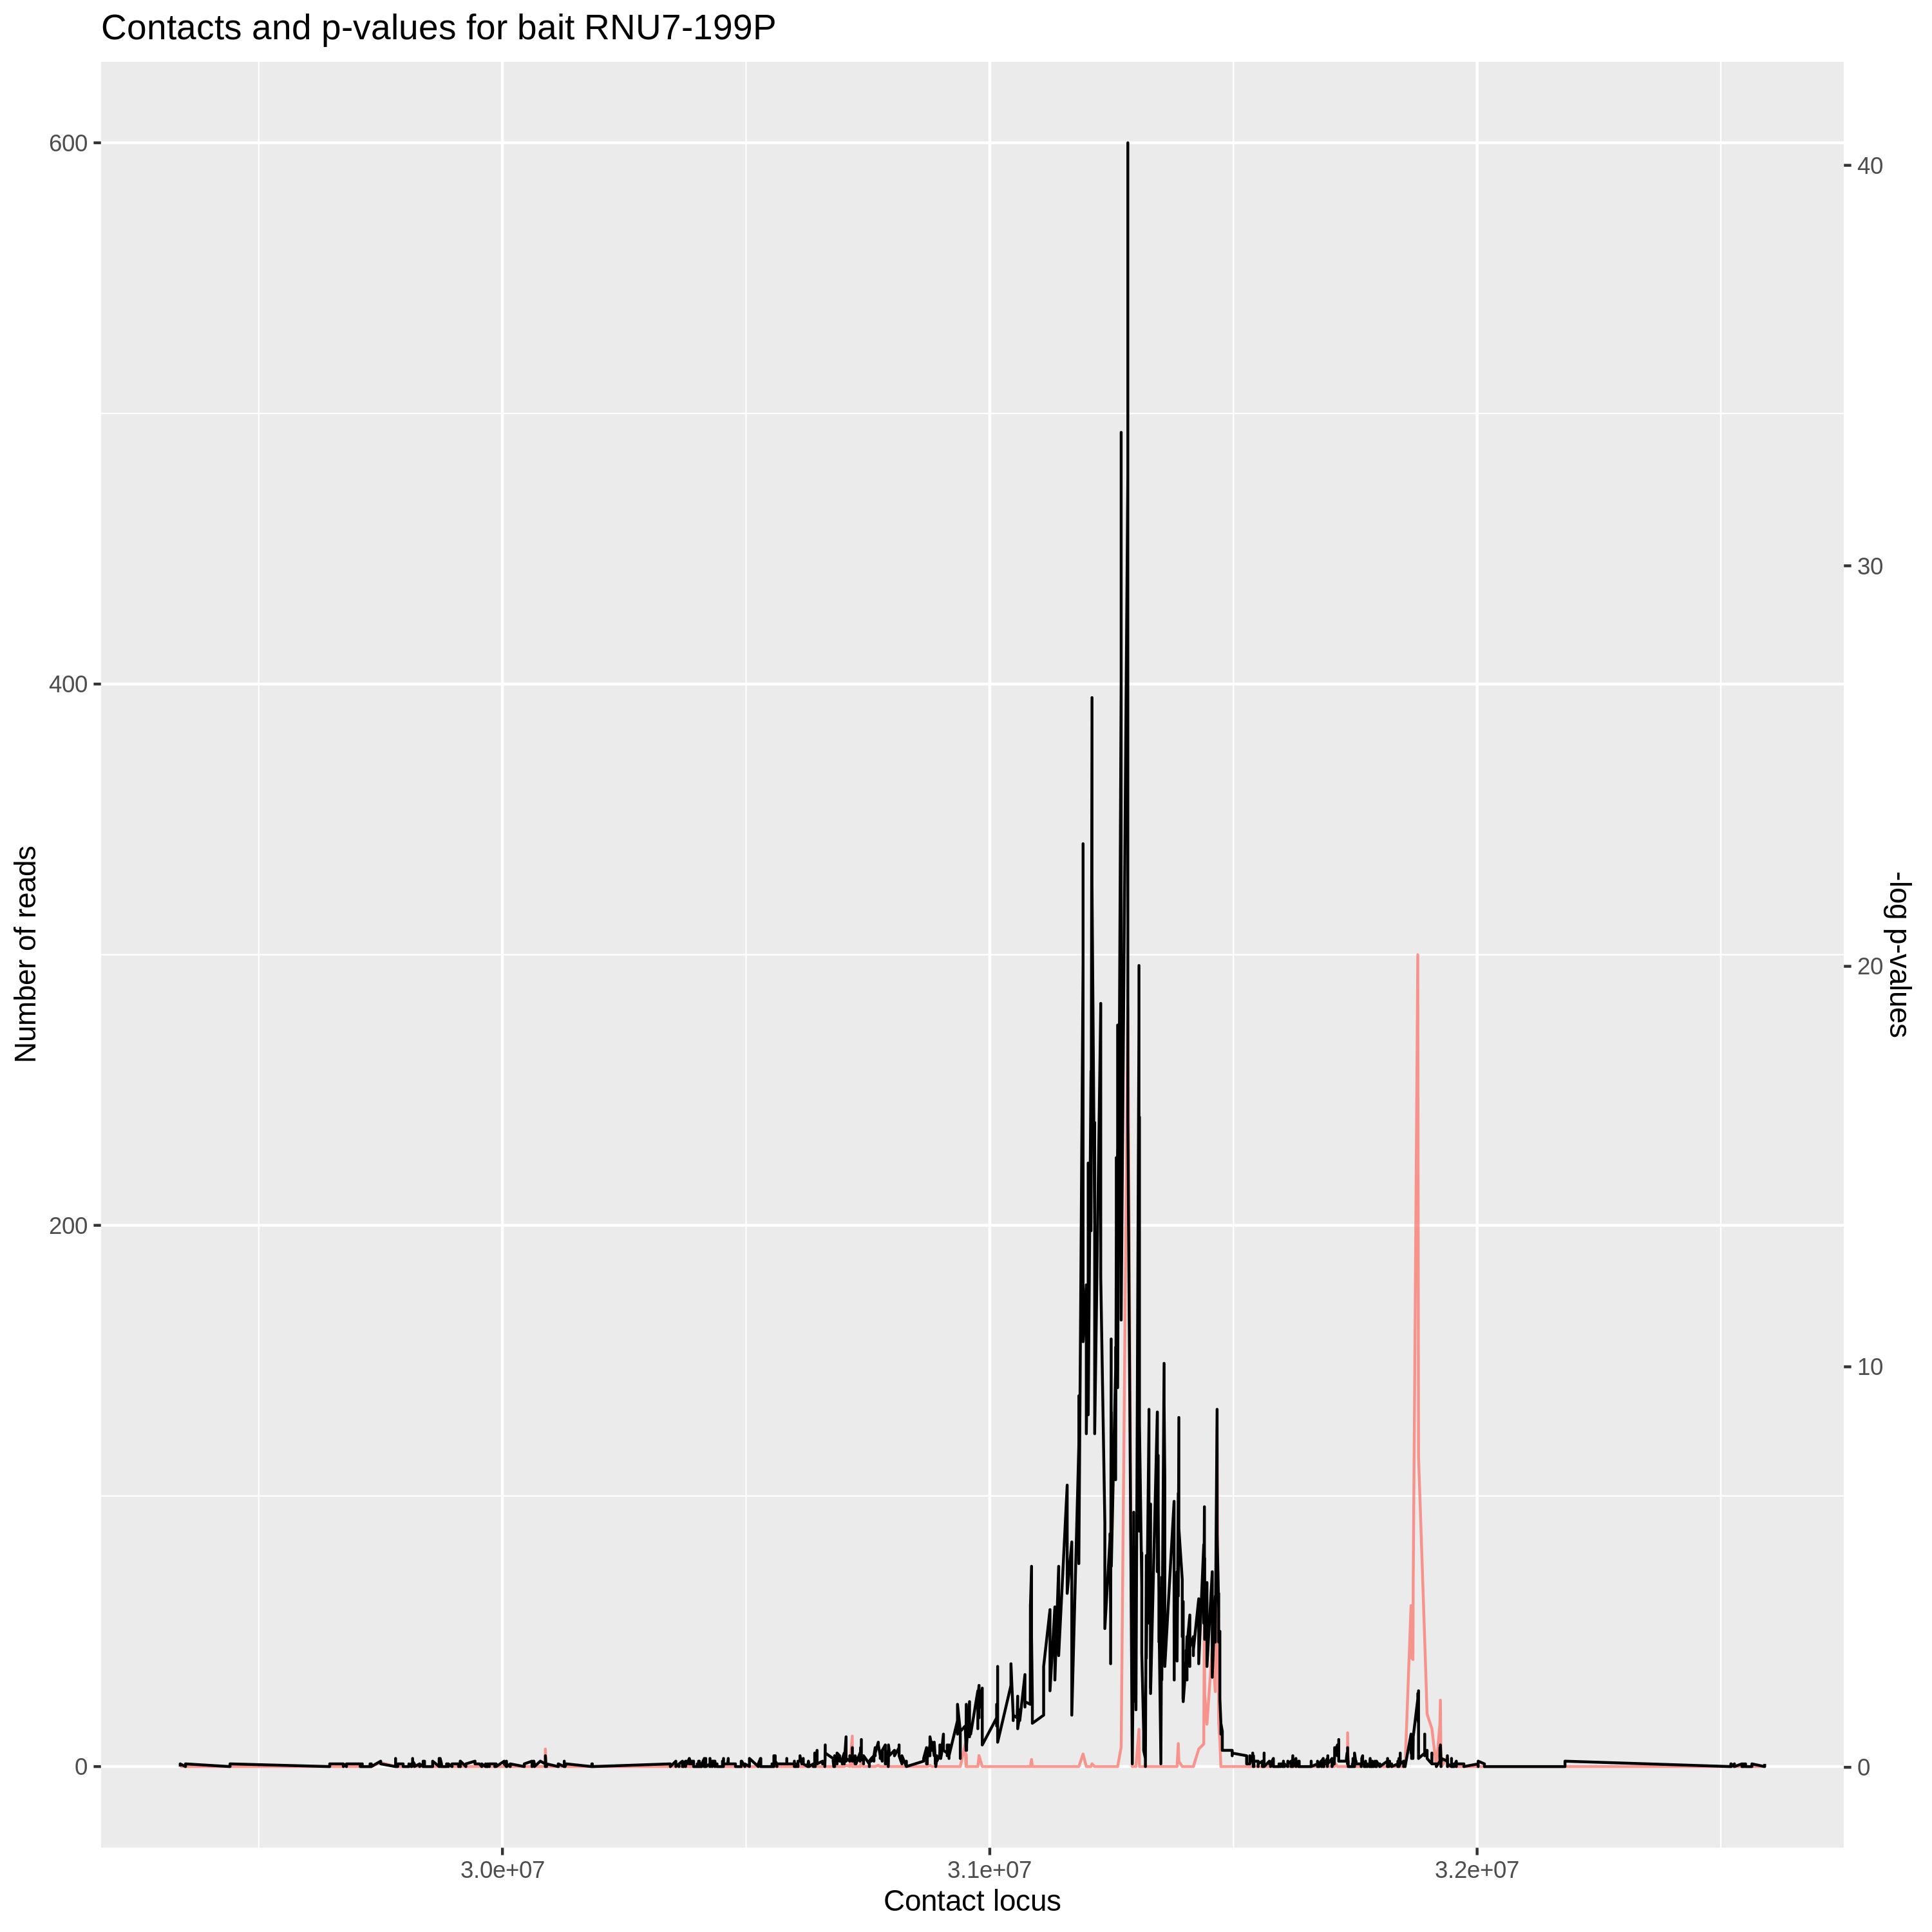 Contacts and p-values for bait RNU7-199P
600
400
200
0
Number of reads
40
30
20
10
0
-log p-values
3.0e+07
3.1e+07
3.2e+07
Contact locus